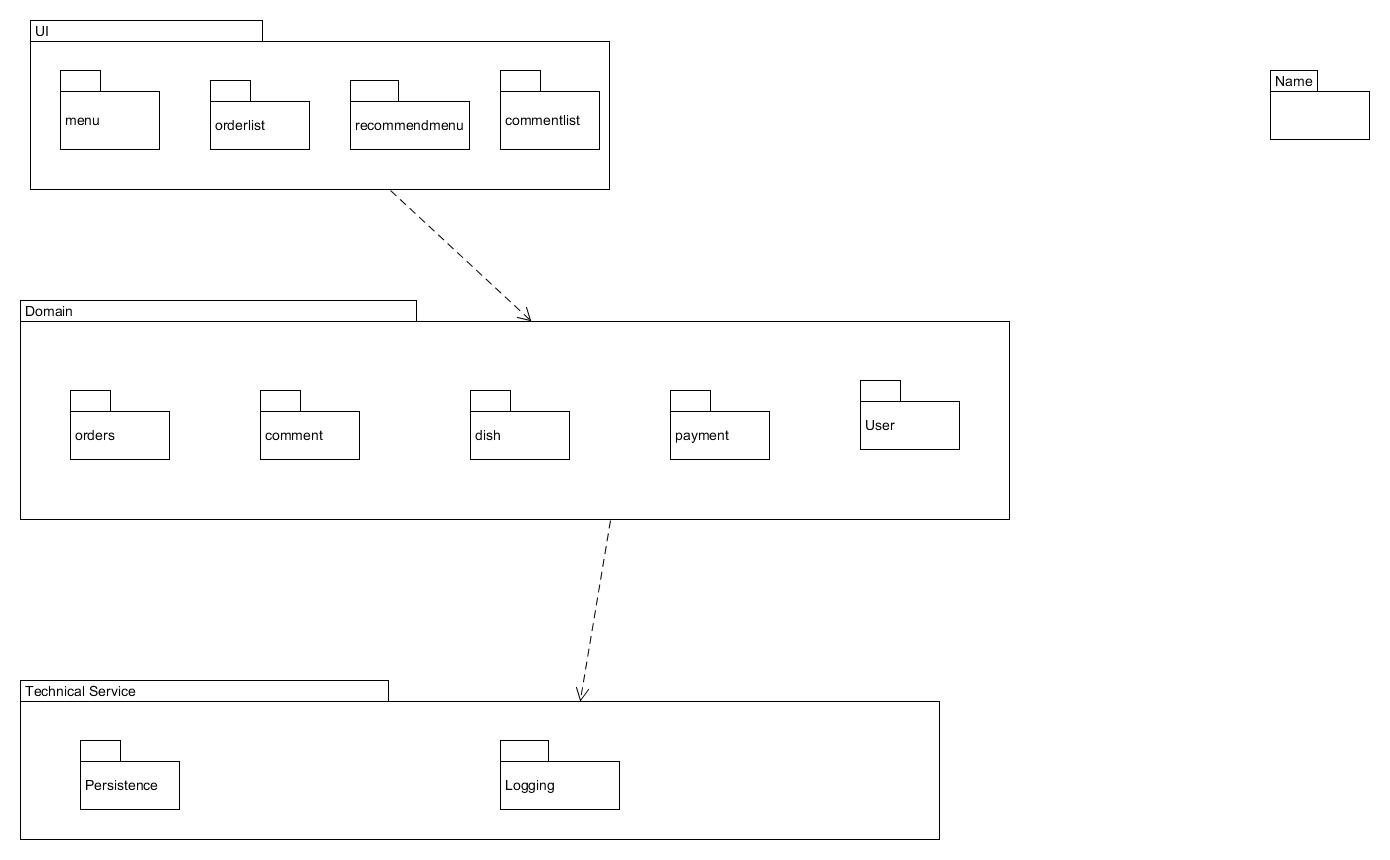 UI
Name
menu
orderlist
recommendmenu
commentlist
Domain
orders
comment
dish
payment
User
Technical Service
Persistence
Logging